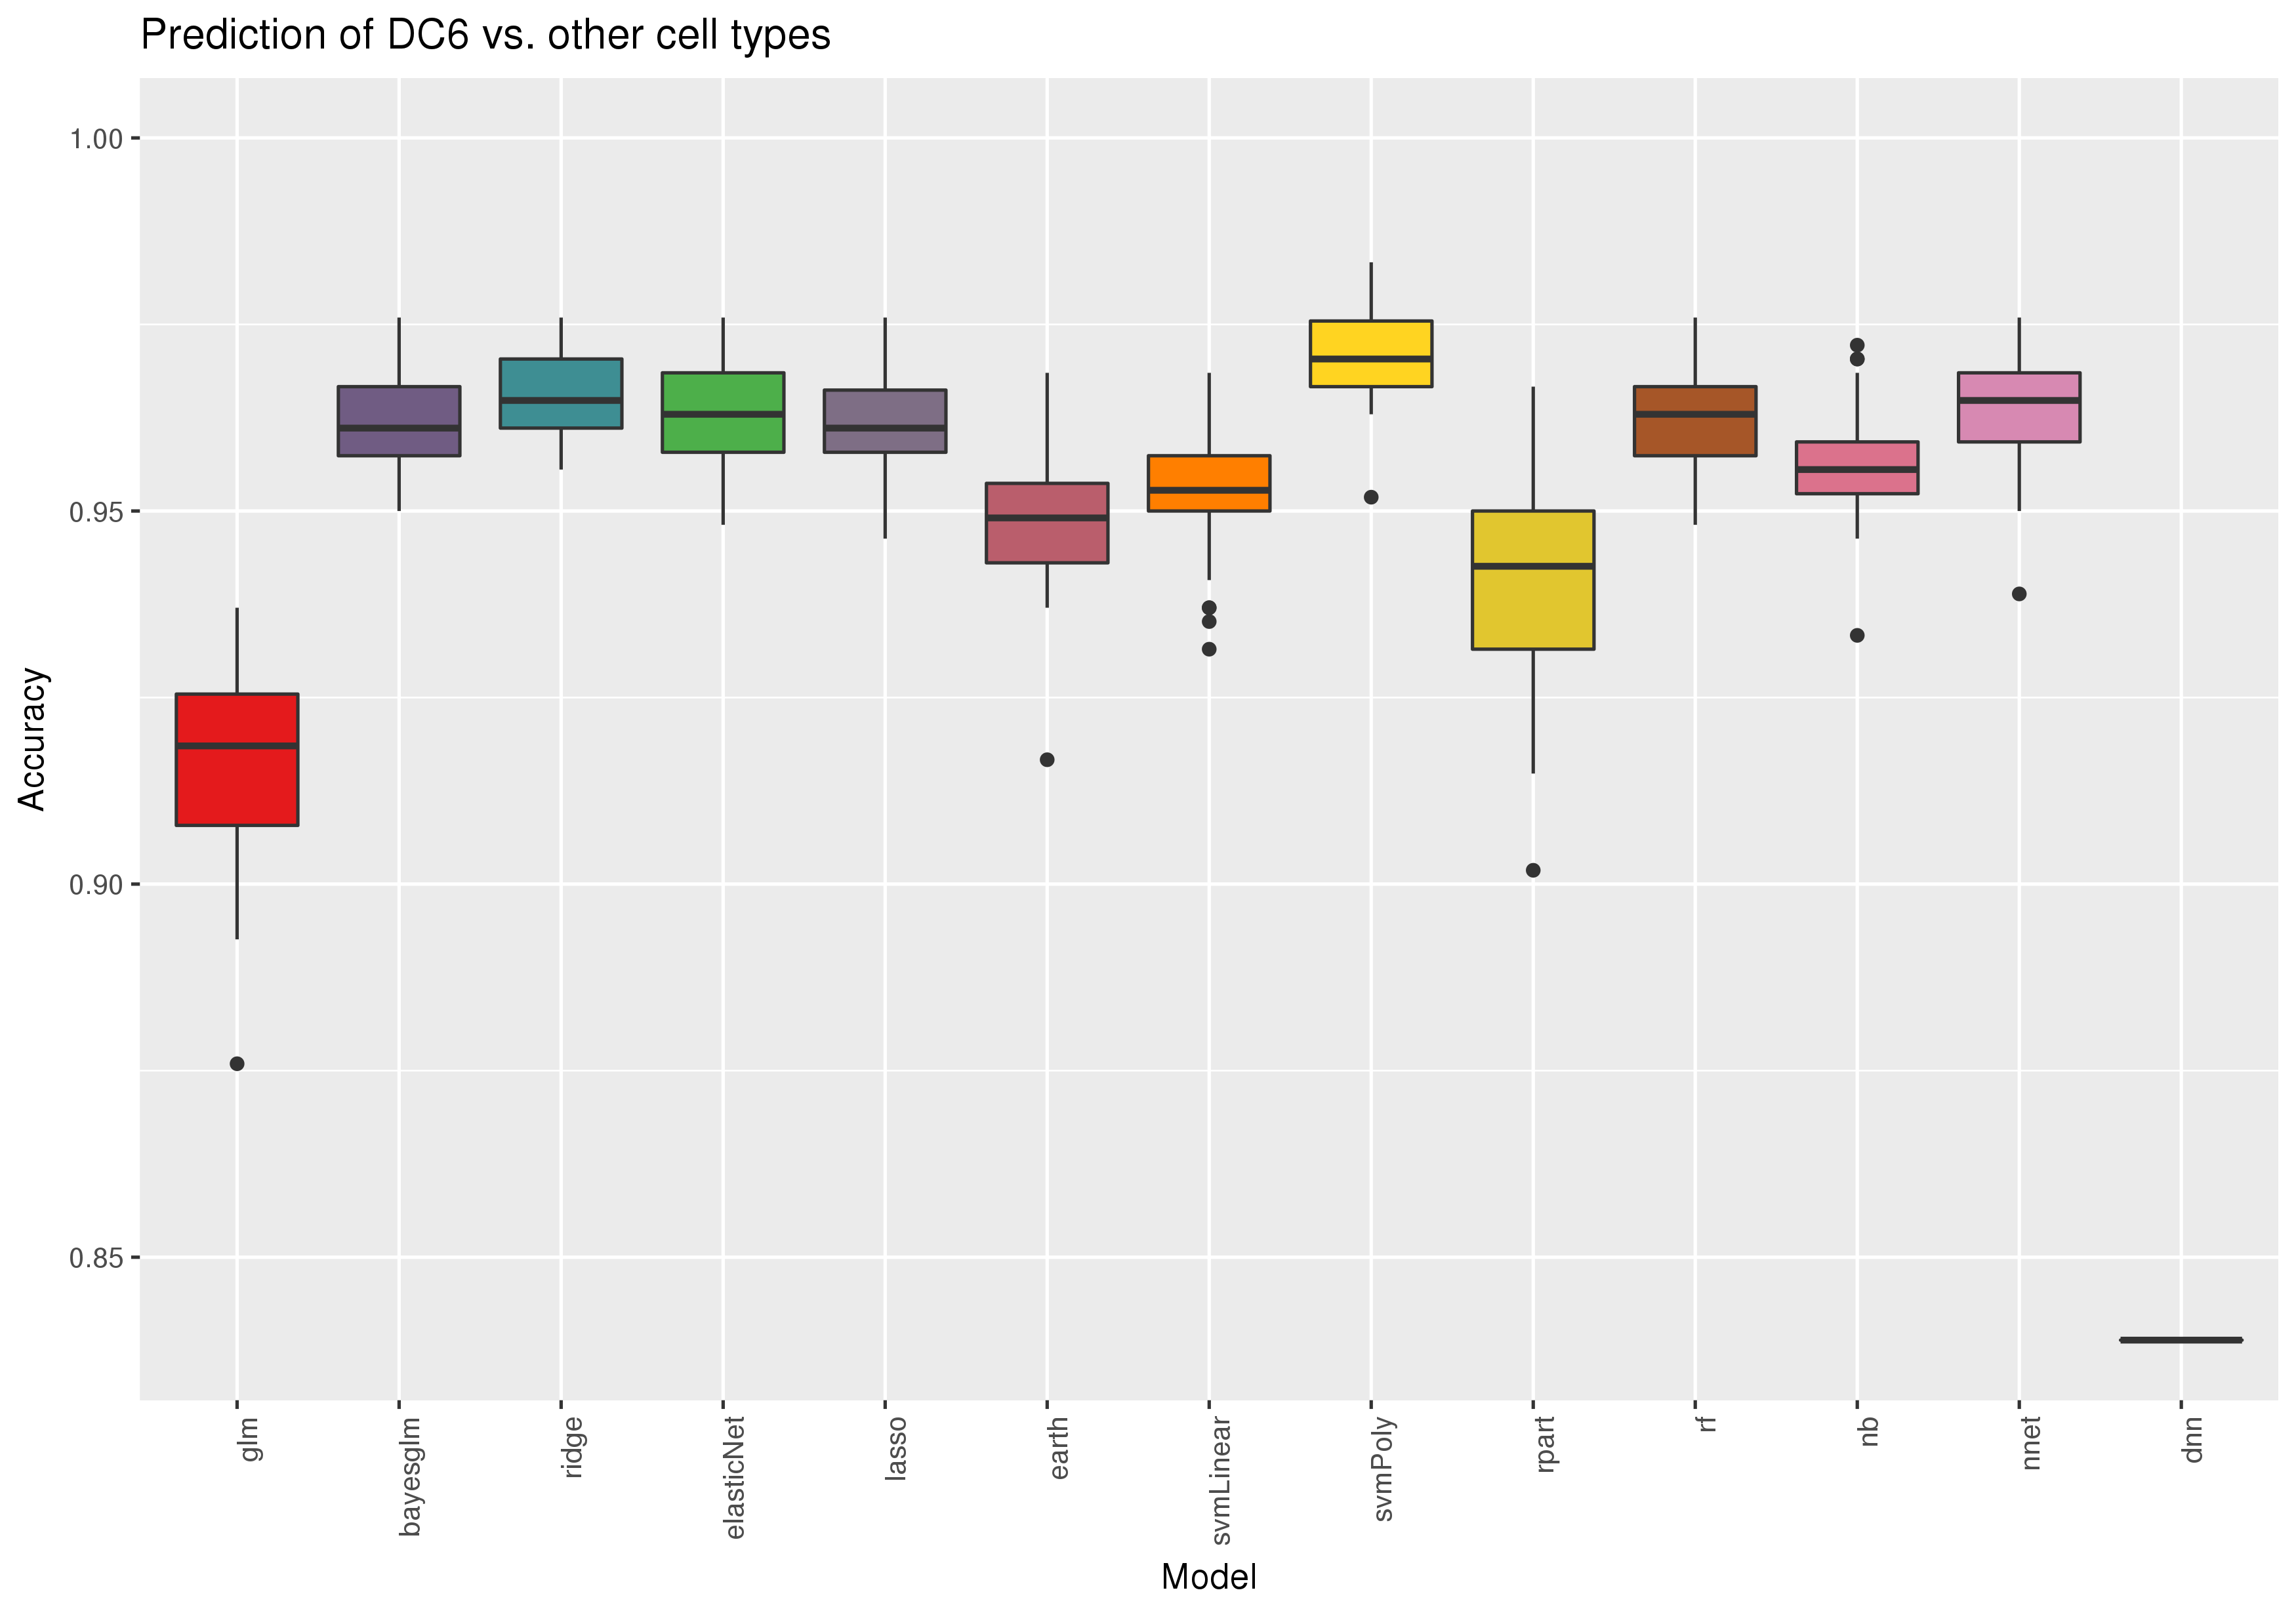 Prediction of DC6 vs. other cell types
Accuracy
1.00
0.95
0.90
0.85
glm
bayesglm
ridge
elasticNet
lasso
earth
svmLinear
svmPoly
rpart
rf
nb
nnet
dnn
Model